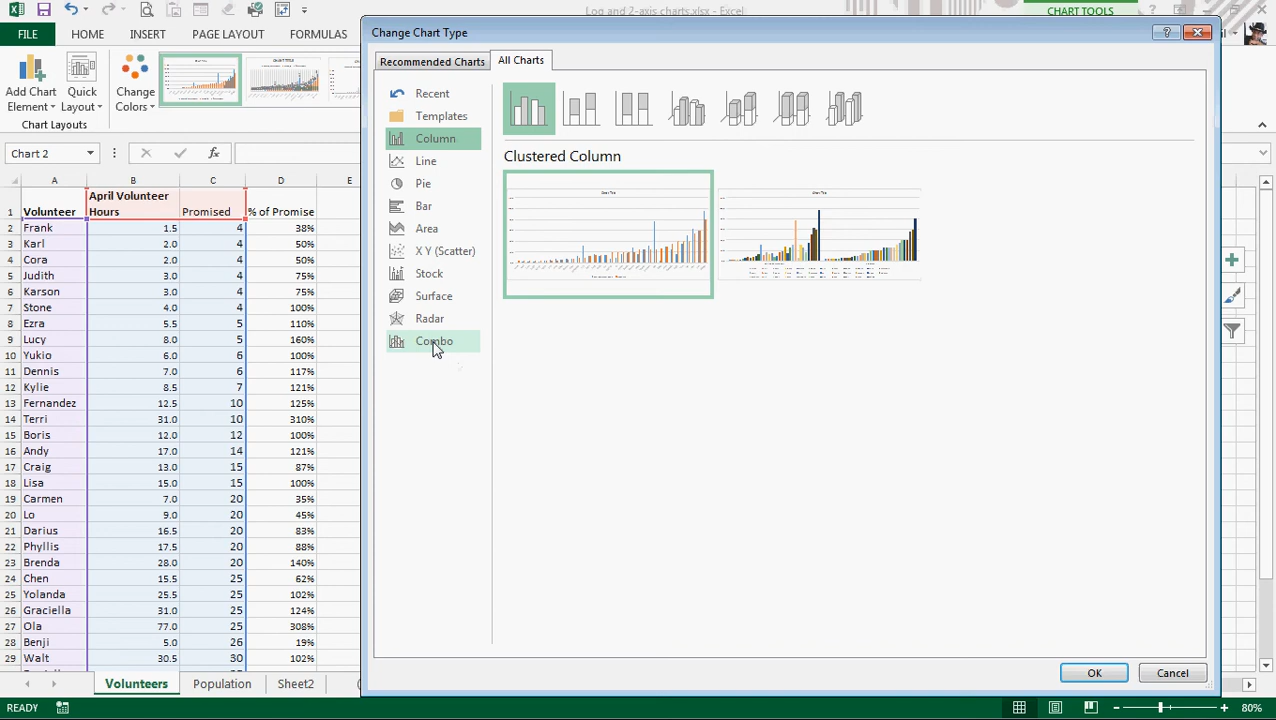 Log and 2-axis charts.xlsx - Excel
CHART TOOLS
FILE HOME INSERT PAGE LAYOUT FORMULAS
Add Chart Element
Quick Layout
Change Colors
Chart Layouts
Chart 2
A B C D E
1 Volunteer April Volunteer Hours Promised % of Promise
2 Frank 1.5 4 38%
3 Karl 2.0 4 50%
4 Cora 2.0 4 50%
5 Judith 3.0 4 75%
6 Karson 3.0 4 75%
7 Stone 4.0 4 100%
8 Ezra 5.5 5 110%
9 Lucy 8.0 5 160%
10 Yukio 6.0 6 100%
11 Dennis 7.0 6 117%
12 Kylie 8.5 7 121%
13 Fernandez 12.5 10 125%
14 Terri 31.0 10 310%
15 Boris 12.0 12 100%
16 Andy 17.0 14 121%
17 Craig 13.0 15 87%
18 Lisa 15.0 15 100%
19 Carmen 7.0 20 35%
20 Lo 9.0 20 45%
21 Darius 16.5 20 83%
22 Phyllis 17.5 20 88%
23 Brenda 28.0 20 140%
24 Chen 15.5 25 62%
25 Yolanda 25.5 25 102%
26 Graciella 31.0 25 124%
27 Ola 77.0 25 308%
28 Benji 5.0 26 19%
29 Walt 30.5 30 102%
Volunteers Population Sheet2
READY
80%
Change Chart Type
Recommended Charts All Charts
Recent
Templates
Column
Line
Pie
Bar
Area
X Y (Scatter)
Stock
Surface
Radar
Combo
Clustered Column
OK Cancel